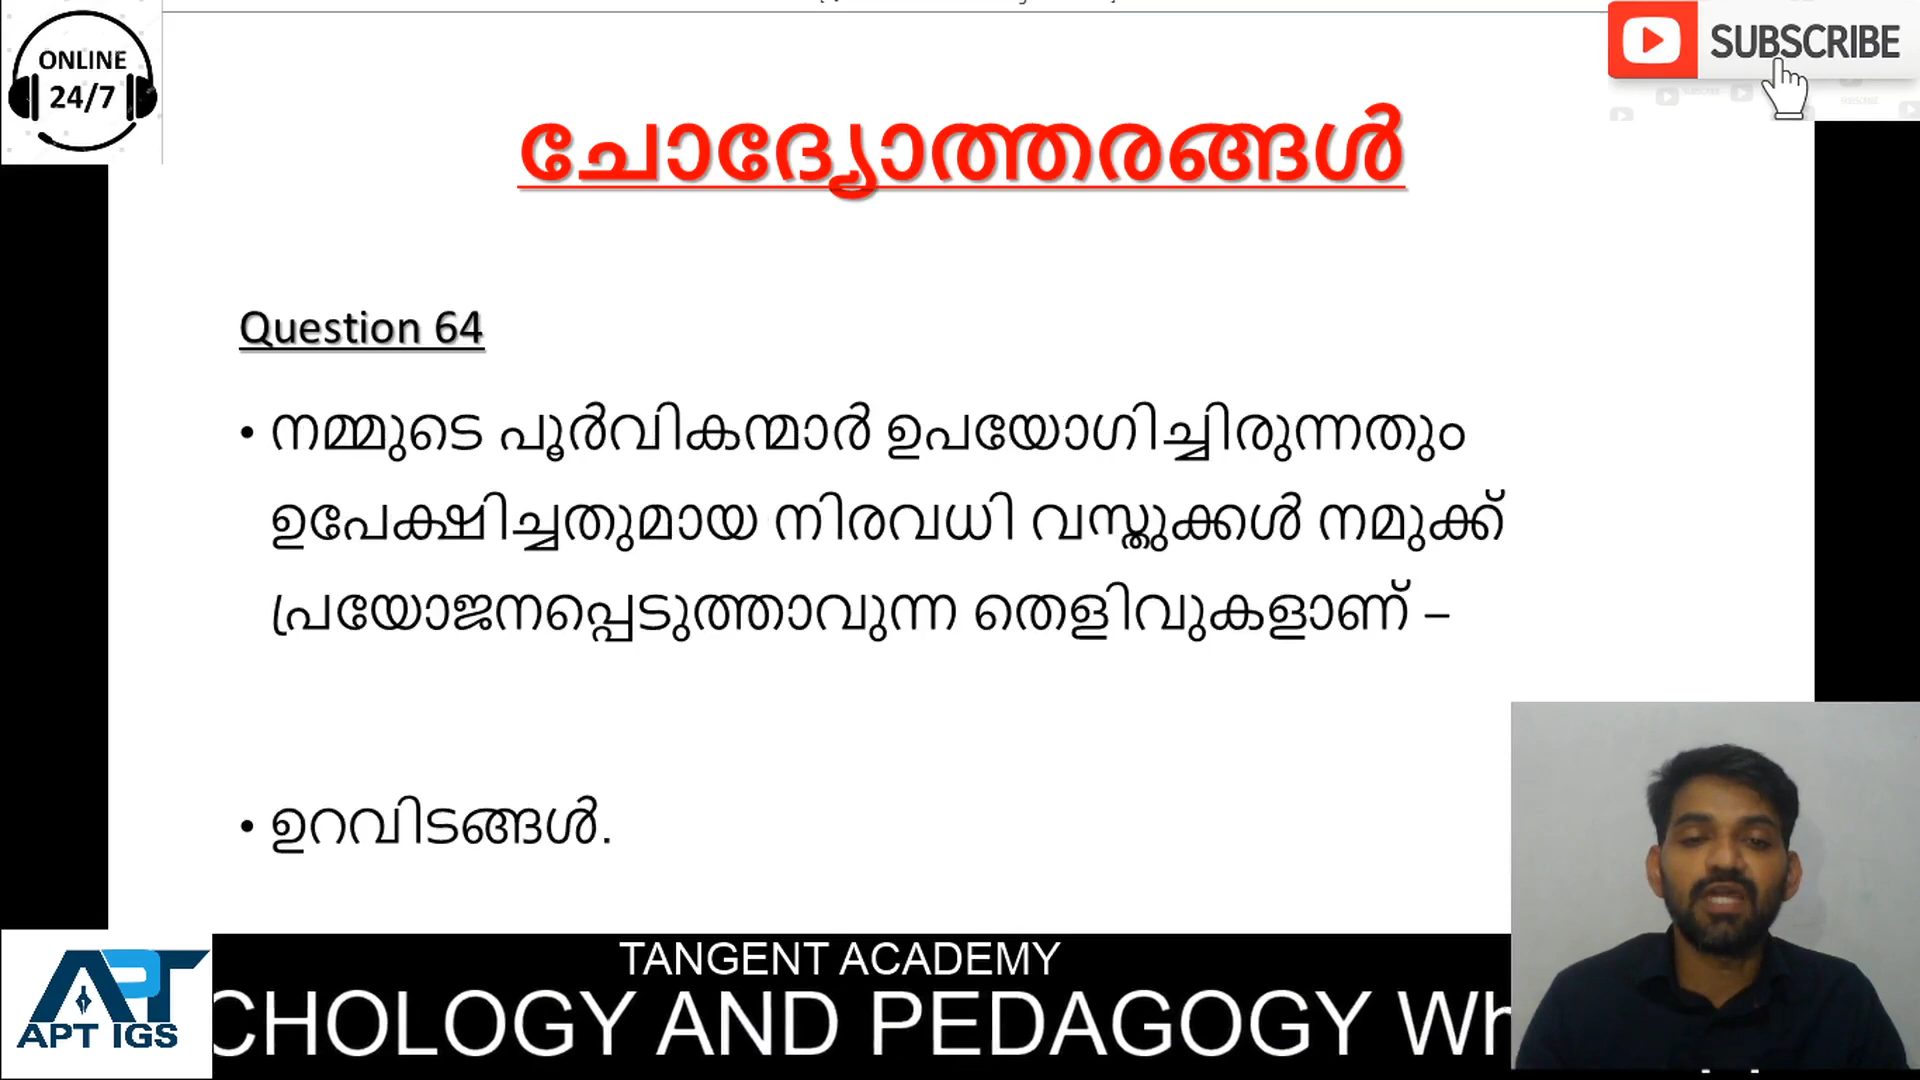 ONLINE
24/7
SUBSCRIBE
ചോദ്യോത്തരങ്ങൾ
Question 64
• നമ്മുടെ പൂർവികന്മാർ ഉപയോഗിച്ചിരുന്നതും
ഉപേക്ഷിച്ചതുമായ നിരവധി വസ്തുക്കൾ നമുക്ക്
പ്രയോജനപ്പെടുത്താവുന്ന തെളിവുകളാണ് –
• ഉറവിടങ്ങൾ.
TANGENT ACADEMY
CHOLOGY AND PEDAGOGY Wh
APT
APT IGS